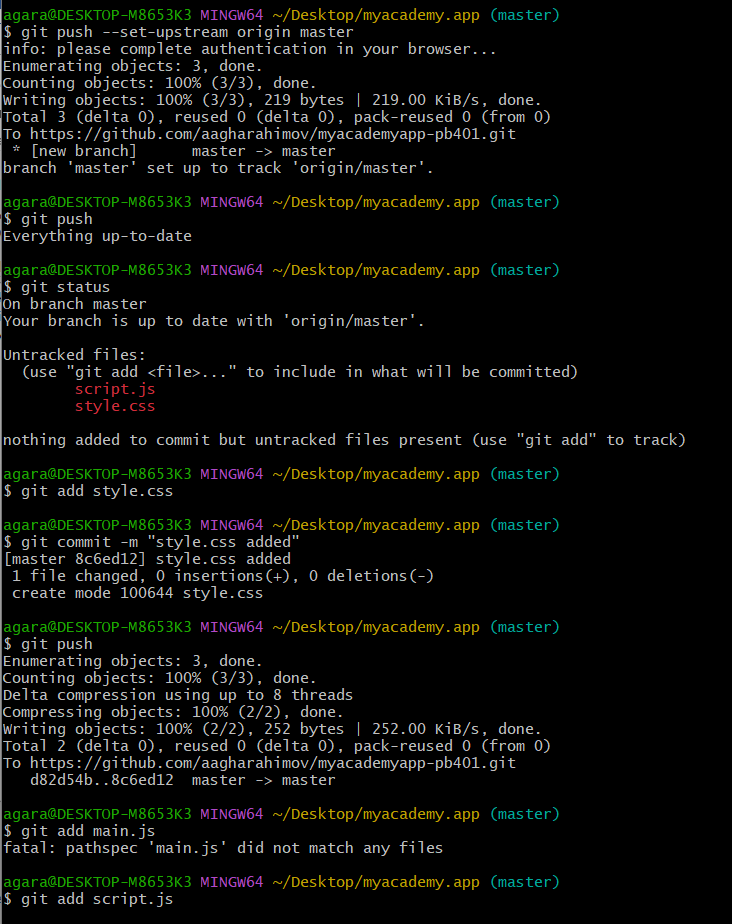 agara@DESKTOP-M8653K3 MINGW64 ~/Desktop/myacademy.app (master)
$ git push --set-upstream origin master
info: please complete authentication in your browser...
Enumerating objects: 3, done.
Counting objects: 100% (3/3), done.
Writing objects: 100% (3/3), 219 bytes | 219.00 KiB/s, done.
Total 3 (delta 0), reused 0 (delta 0), pack-reused 0 (from 0)
To https://github.com/aagharahimov/myacademyapp-pb401.git
 * [new branch]      master -> master
branch 'master' set up to track 'origin/master'.

agara@DESKTOP-M8653K3 MINGW64 ~/Desktop/myacademy.app (master)
$ git push
Everything up-to-date

agara@DESKTOP-M8653K3 MINGW64 ~/Desktop/myacademy.app (master)
$ git status
On branch master
Your branch is up to date with 'origin/master'.

Untracked files:
  (use "git add <file>..." to include in what will be committed)
        script.js
        style.css

nothing added to commit but untracked files present (use "git add" to track)

agara@DESKTOP-M8653K3 MINGW64 ~/Desktop/myacademy.app (master)
$ git add style.css

agara@DESKTOP-M8653K3 MINGW64 ~/Desktop/myacademy.app (master)
$ git commit -m "style.css added"
[master 8c6ed12] style.css added
 1 file changed, 0 insertions(+), 0 deletions(-)
 create mode 100644 style.css

agara@DESKTOP-M8653K3 MINGW64 ~/Desktop/myacademy.app (master)
$ git push
Enumerating objects: 3, done.
Counting objects: 100% (3/3), done.
Delta compression using up to 8 threads
Compressing objects: 100% (2/2), done.
Writing objects: 100% (2/2), 252 bytes | 252.00 KiB/s, done.
Total 2 (delta 0), reused 0 (delta 0), pack-reused 0 (from 0)
To https://github.com/aagharahimov/myacademyapp-pb401.git
   d82d54b..8c6ed12  master -> master

agara@DESKTOP-M8653K3 MINGW64 ~/Desktop/myacademy.app (master)
$ git add main.js
fatal: pathspec 'main.js' did not match any files

agara@DESKTOP-M8653K3 MINGW64 ~/Desktop/myacademy.app (master)
$ git add script.js